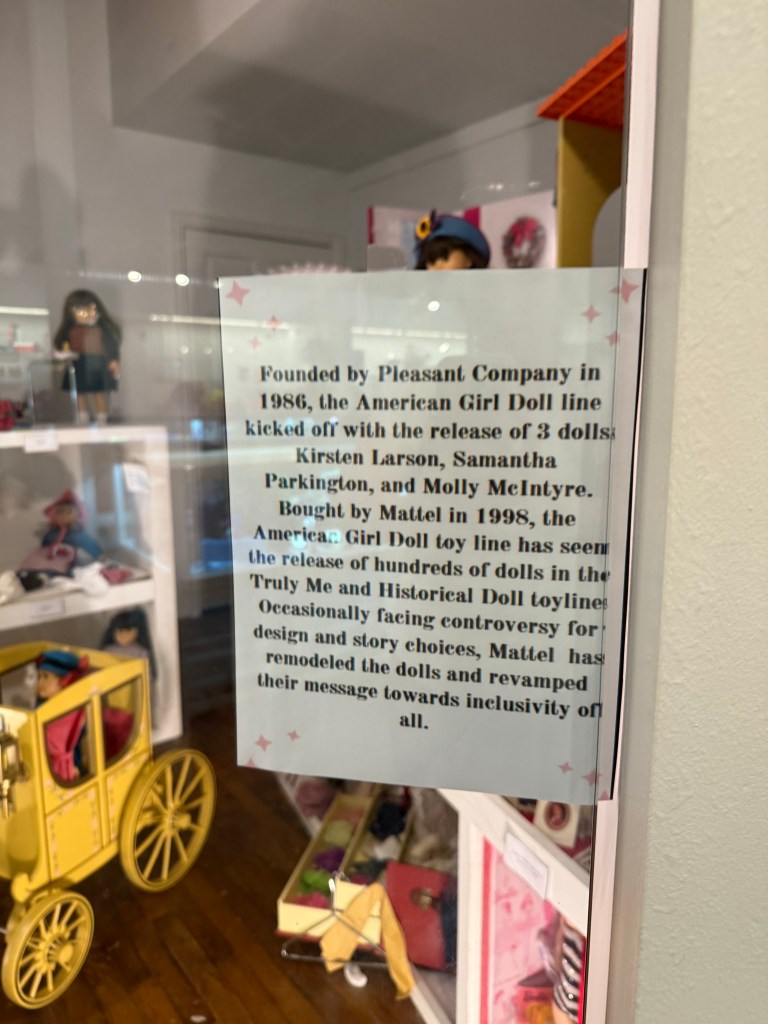 Founded by Pleasant Company in
1986, the American Girl Doll line
kicked off with the release of 3 dolls:
Kirsten Larson, Samantha
Parkington, and Molly McIntyre.
Bought by Mattel in 1998, the
American Girl Doll toy line has seen
the release of hundreds of dolls in the
Truly Me and Historical Doll toylines
Occasionally facing controversy for
design and story choices, Mattel has
remodeled the dolls and revamped
their message towards inclusivity of
all.